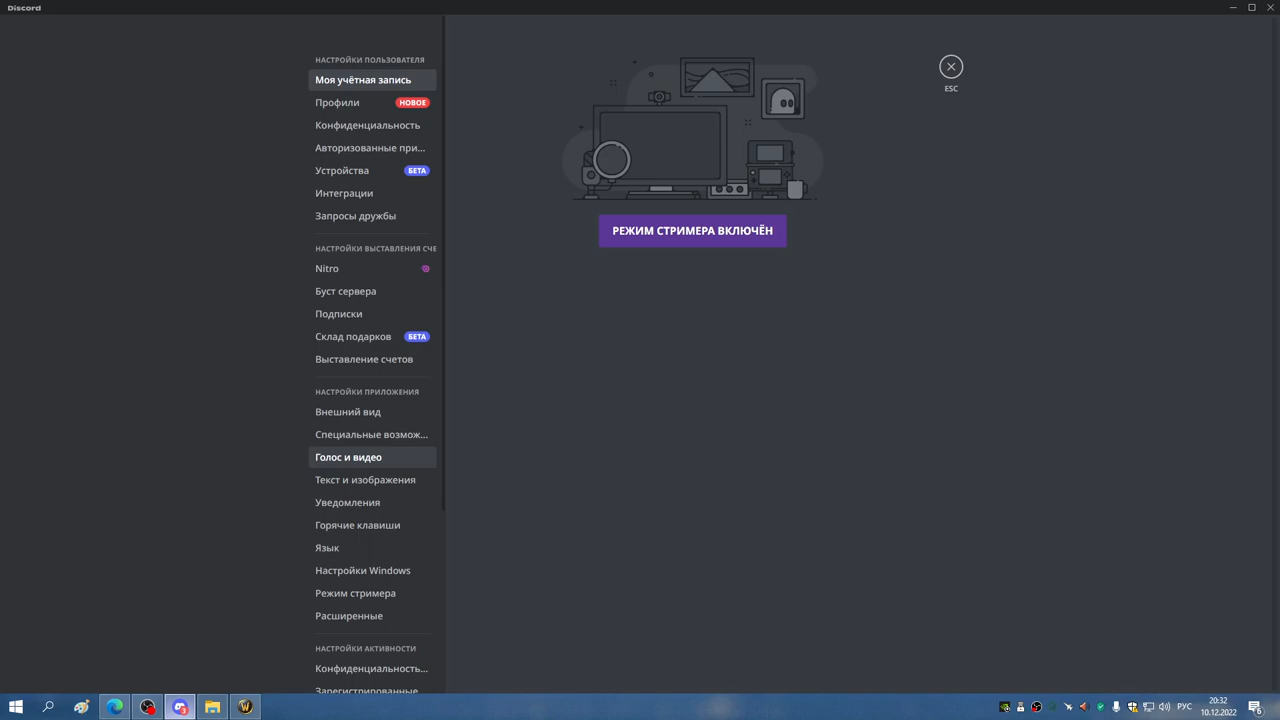 Discord
НАСТРОЙКИ ПОЛЬЗОВАТЕЛЯ
Моя учётная запись
Профили НОВОЕ
Конфиденциальность
Авторизованные при...
Устройства БЕТА
Интеграции
Запросы дружбы
НАСТРОЙКИ ВЫСТАВЛЕНИЯ СЧЕ
Nitro
Буст сервера
Подписки
Склад подарков БЕТА
Выставление счетов
НАСТРОЙКИ ПРИЛОЖЕНИЯ
Внешний вид
Специальные возмож...
Голос и видео
Текст и изображения
Уведомления
Горячие клавиши
Язык
Настройки Windows
Режим стримера
Расширенные
НАСТРОЙКИ АКТИВНОСТИ
Конфиденциальность...
Зарегистрированные
ESC
РЕЖИМ СТРИМЕРА ВКЛЮЧЁН
3
W
РУС
20:32
10.12.2022
6